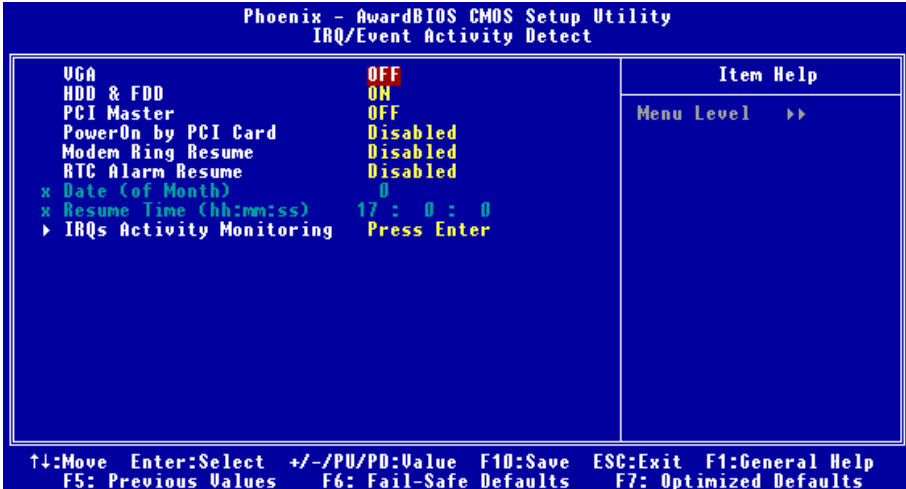 Phoenix - AwardBIOS CMOS Setup Utility
IRQ/Event Activity Detect
VGA OFF
HDD & FDD ON
PCI Master OFF
PowerOn by PCI Card Disabled
Modem Ring Resume Disabled
RTC Alarm Resume Disabled
x Date (of Month) 0
x Resume Time (hh:mm:ss) 17 : 0 : 0
▸ IRQs Activity Monitoring Press Enter
Item Help
Menu Level ▸▸
↑↓:Move Enter:Select +/-/PU/PD:Value F10:Save ESC:Exit F1:General Help
F5: Previous Values F6: Fail-Safe Defaults F7: Optimized Defaults